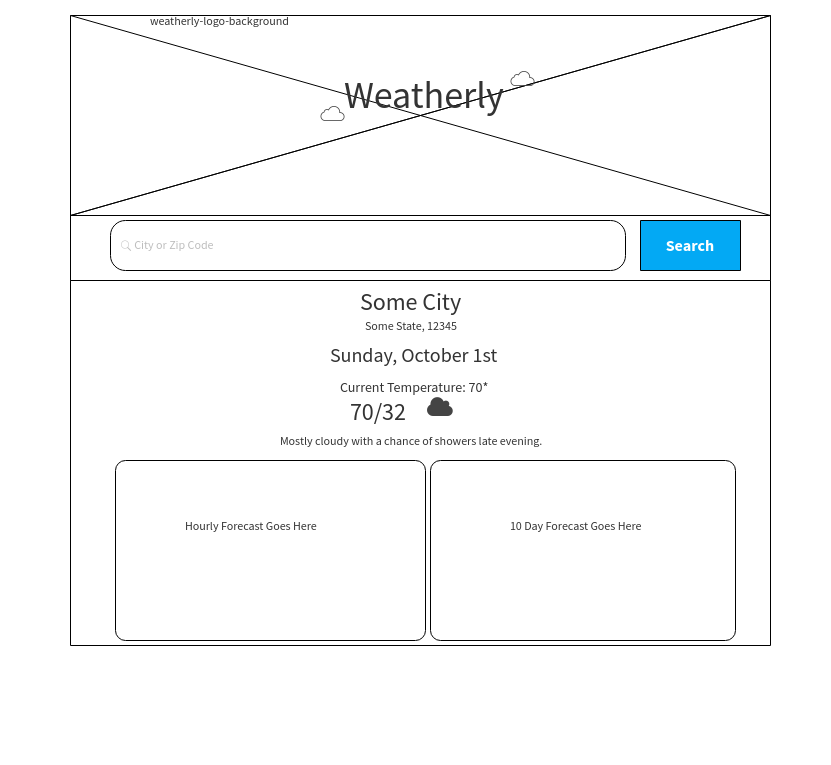 weatherly-logo-background
Weatherly
City or Zip Code
Search
Some City
Some State, 12345
Sunday, October 1st
Current Temperature: 70*
70/32
Mostly cloudy with a chance of showers late evening.
Hourly Forecast Goes Here
10 Day Forecast Goes Here